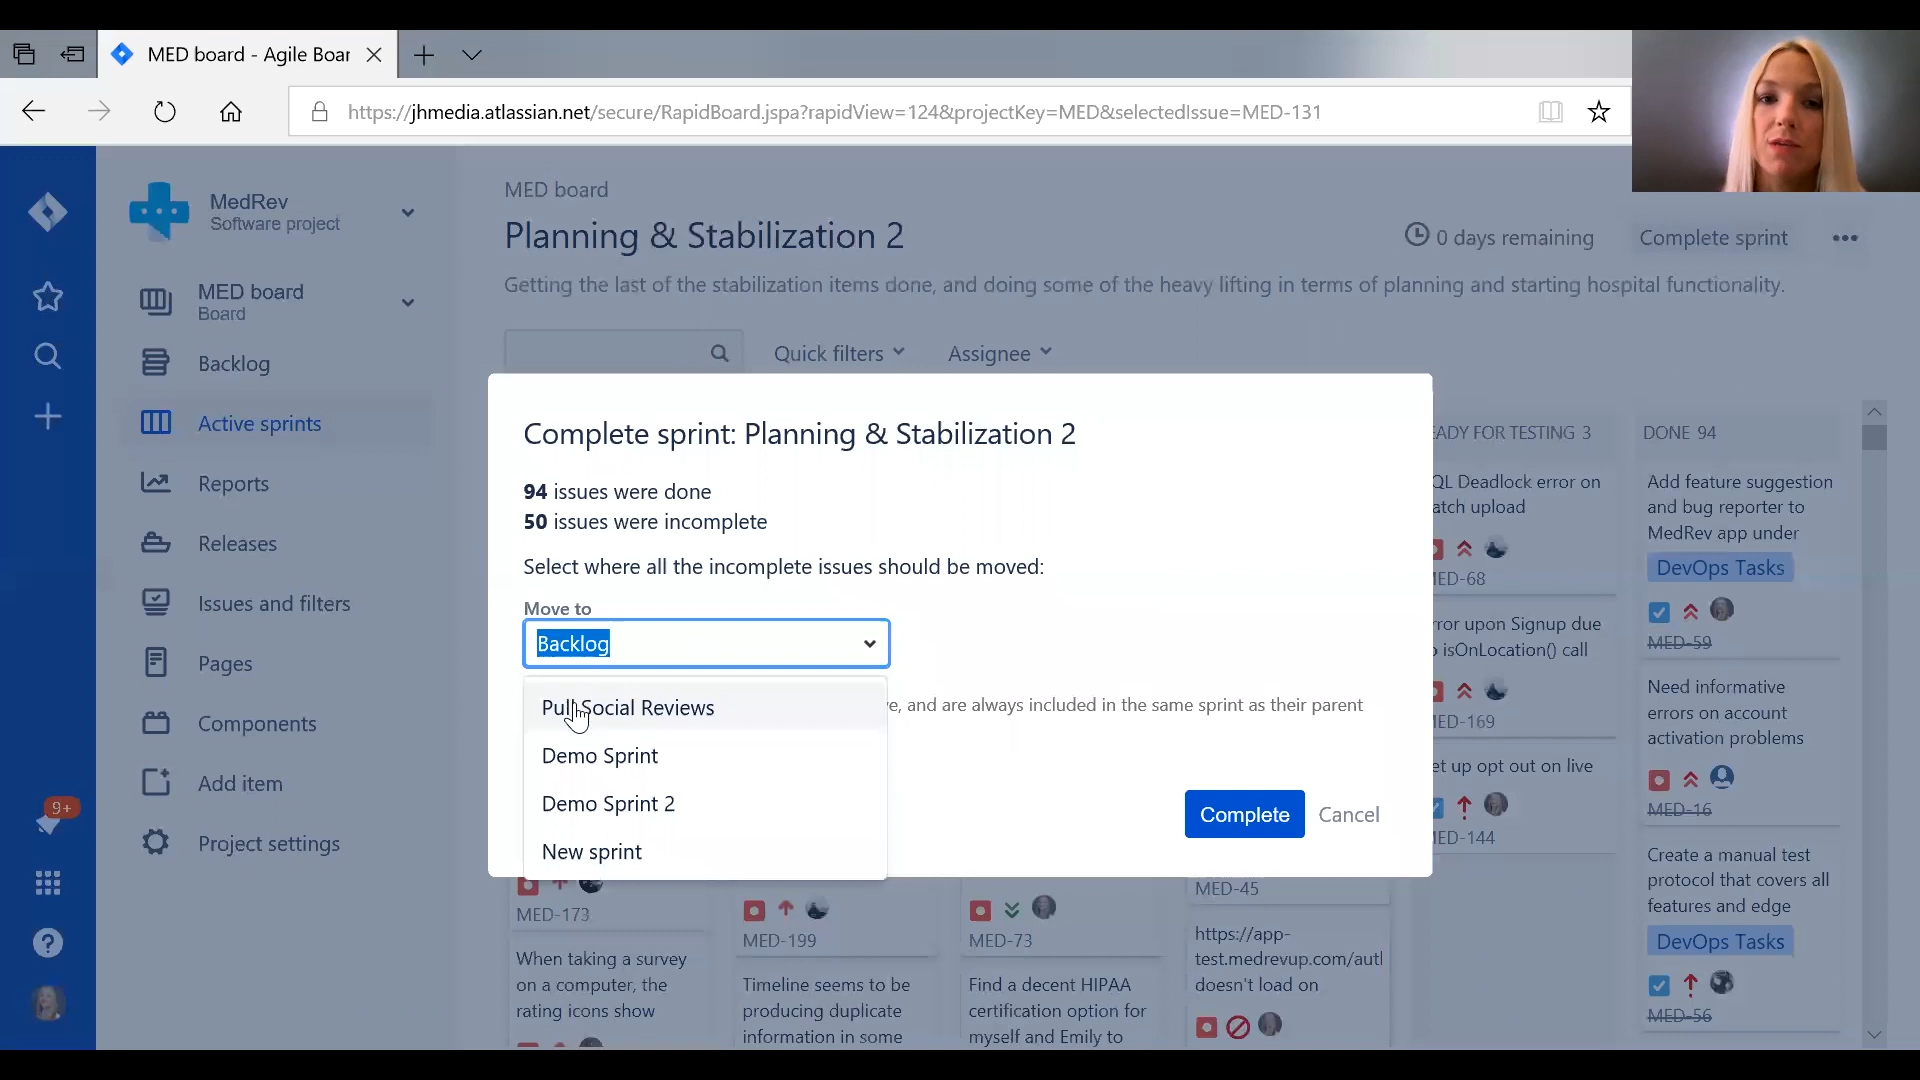 MED board - Agile Boar
https://jhmedia.atlassian.net/secure/RapidBoard.jspa?rapidView=124&projectKey=MED&selectedIssue=MED-131
MedRev
Software project
MED board
Board
Backlog
Active sprints
Reports
Releases
Issues and filters
Pages
Components
Add item
Project settings
9+
MED board
Planning & Stabilization 2
0 days remaining
Complete sprint
Getting the last of the stabilization items done, and doing some of the heavy lifting in terms of planning and starting hospital functionality.
Quick filters
Assignee
Complete sprint: Planning & Stabilization 2
94 issues were done
50 issues were incomplete
Select where all the incomplete issues should be moved:
Move to
Backlog
Pull Social Reviews
Demo Sprint
Demo Sprint 2
New sprint
, and are always included in the same sprint as their parent
Complete
Cancel
MED-173
When taking a survey
on a computer, the
rating icons show
MED-199
Timeline seems to be
producing duplicate
information in some
MED-73
Find a decent HIPAA
certification option for
myself and Emily to
MED-45
https://app-
test.medrevup.com/aut
doesn't load on
EADY FOR TESTING 3
QL Deadlock error on
atch upload
MED-68
rror upon Signup due
o isOnLocation() call
MED-169
et up opt out on live
MED-144
DONE 94
Add feature suggestion
and bug reporter to
MedRev app under
DevOps Tasks
MED-59
Need informative
errors on account
activation problems
MED-16
Create a manual test
protocol that covers all
features and edge
DevOps Tasks
MED-56